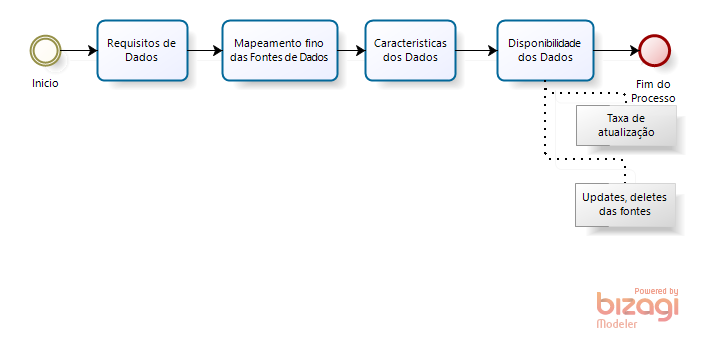 Inicio
Requisitos de
Dados
Mapeamento fino
das Fontes de Dados
Caracteristicas
dos Dados
Disponibilidade
dos Dados
Fim do
Processo
Taxa de
atualização
Updates, deletes
das fontes
Powered by
bizagi
Modeler